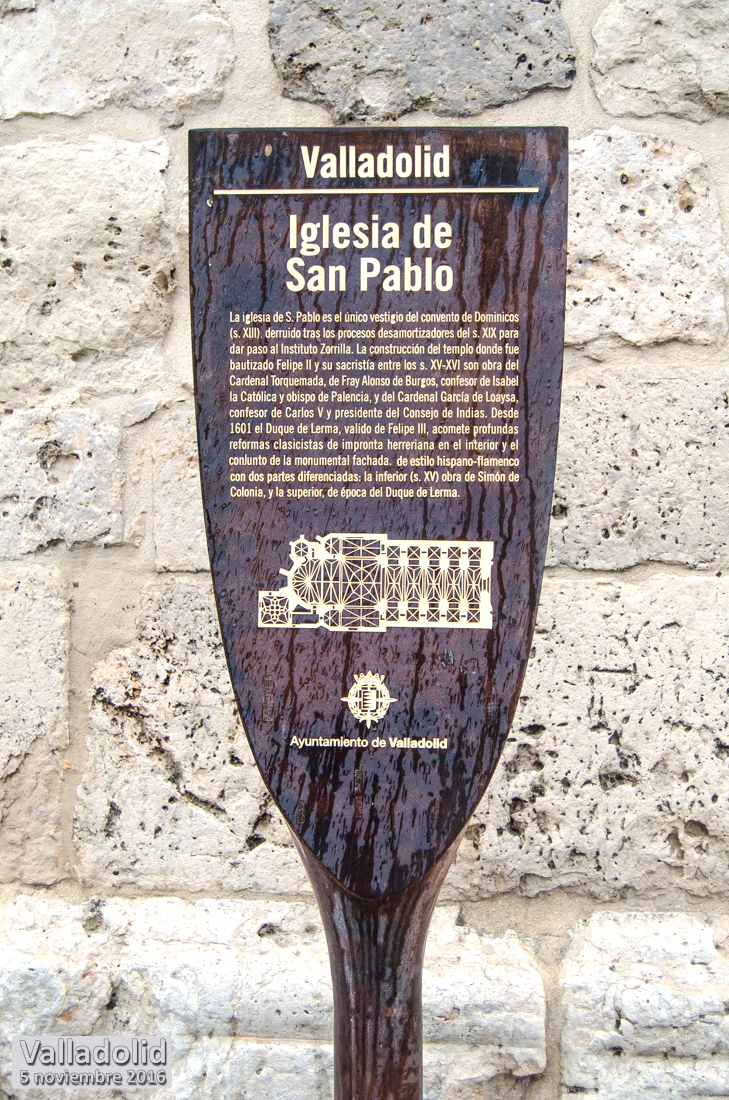 Valladolid
Iglesia de
San Pablo
La iglesia de S. Pablo es el único vestigio del convento de Dominicos
(s. XIII) derruido tras los procesos desamortizadores del s. XIX para
dar paso al Instituto Zorrilla. La construcción del templo donde fue
bautizado Felipe II y su sacristía entre los s. XV-XVI son obra del
Cardenal Torquemada, de Fray Alonso de Burgos, confesor de Isabel
la Católica y obispo de Palencia, y del Cardenal García de Loaysa,
confesor de Carlos V y presidente del Consejo de Indias. Desde
1601 el Duque de Lerma, valido de Felipe III, acomete profundas
reformas clasicistas de impronta herreriana en el interior y el
conlunto de la monumental fachada. de estilo hispano-flamenco
con dos partes diferenciadas: la inferior (s. XV) obra de Simón de
Colonia, y la superior, de época del Duque de Lerma.
Ayuntamiento de Valladolid
Valladolid
5 noviembre 2016